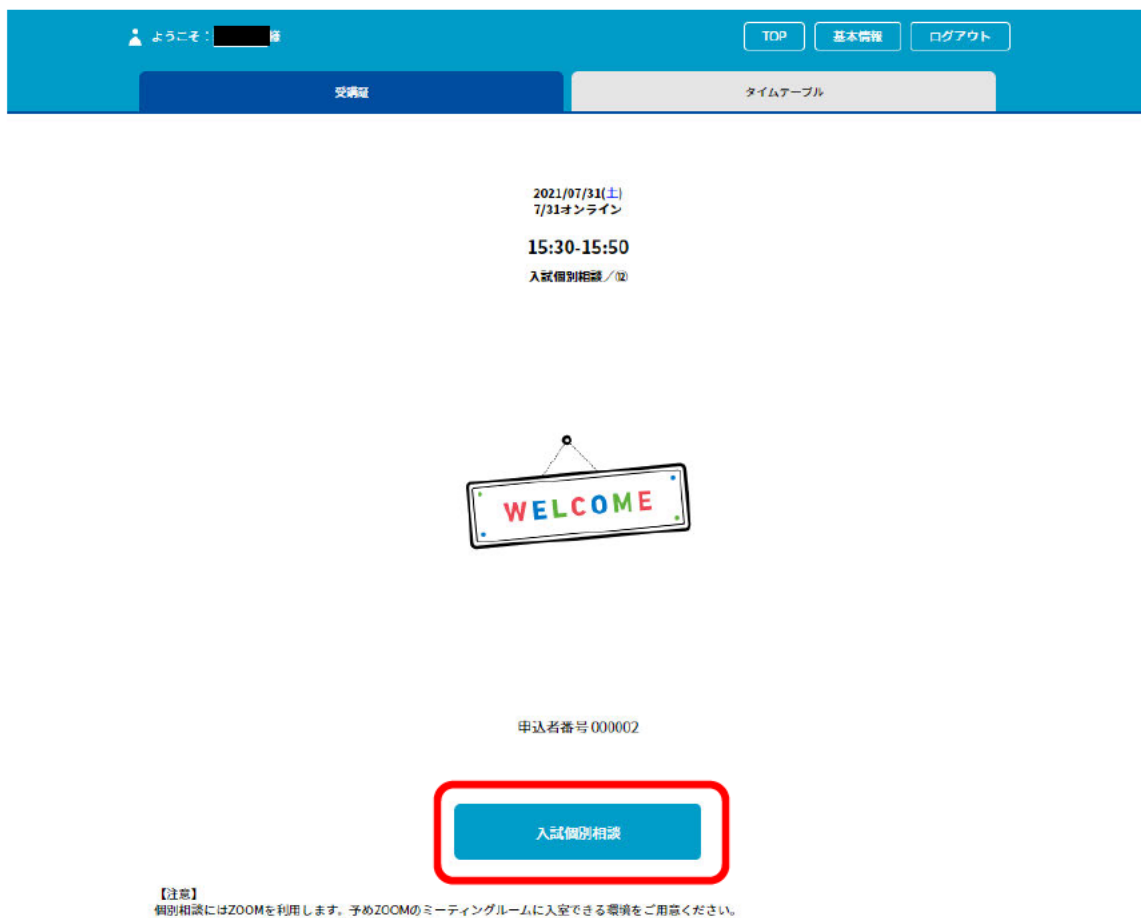 ようこそ：
様
TOP
基本情報
ログアウト
受講証
タイムテーブル
2021/07/31(土)
7/31オンライン
15:30-15:50
入試個別相談／⑫
WELCOME
申込者番号 000002
入試個別相談
【注意】
個別相談にはZOOMを利用します。予めZOOMのミーティングルームに入室できる環境をご用意ください。